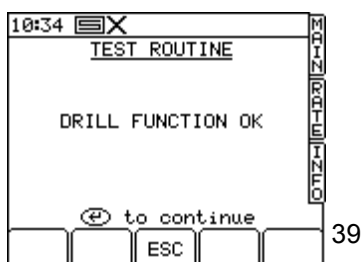 10:34
TEST ROUTINE
DRILL FUNCTION OK
to continue
ESC
MAIN
RATE
INFO
39